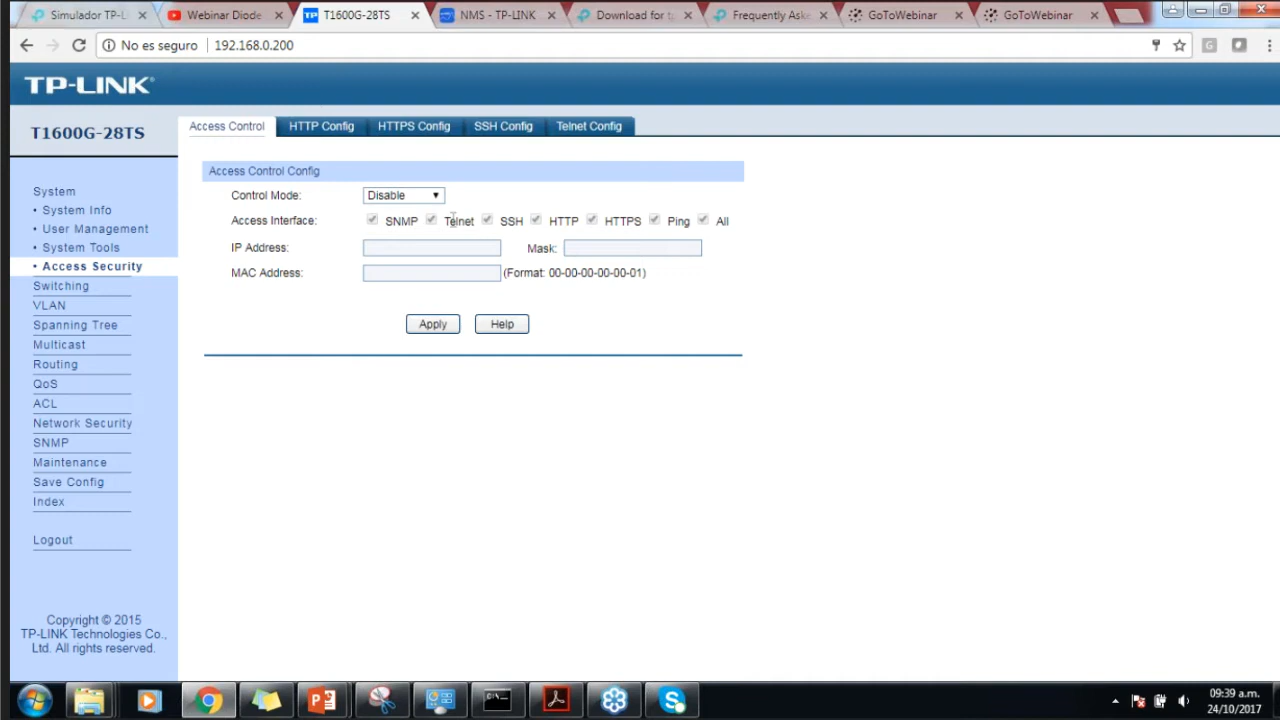 Simulador TP-Li
Webinar Diode
T1600G-28TS
NMS - TP-LINK
Download for t
Frequently Aske
GoToWebinar
GoToWebinar
No es seguro | 192.168.0.200
TP-LINK
T1600G-28TS
Access Control
HTTP Config
HTTPS Config
SSH Config
Telnet Config
Access Control Config
Control Mode: Disable
Access Interface: SNMP Telnet SSH HTTP HTTPS Ping All
IP Address: Mask:
MAC Address: (Format: 00-00-00-00-00-01)
Apply Help
System
• System Info
• User Management
• System Tools
• Access Security
Switching
VLAN
Spanning Tree
Multicast
Routing
QoS
ACL
Network Security
SNMP
Maintenance
Save Config
Index
Logout
Copyright © 2015
TP-LINK Technologies Co.,
Ltd. All rights reserved.
09:39 a.m.
24/10/2017